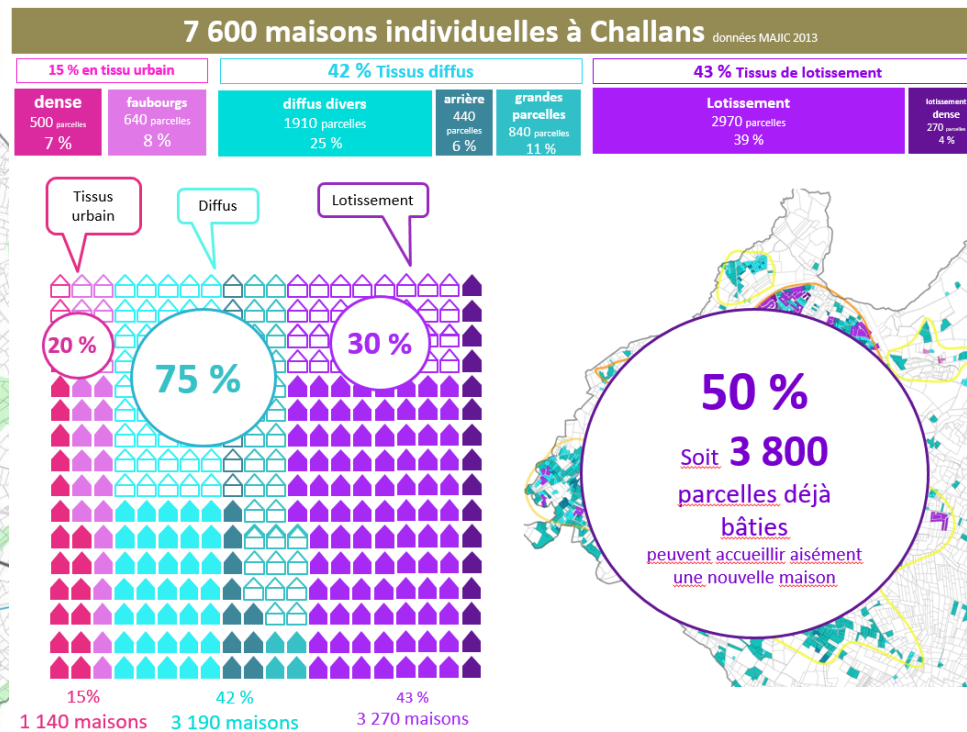 7 600 maisons individuelles à Challans données MAJIC 2013
15 % en tissu urbain
42 % Tissus diffus
43 % Tissus de lotissement
dense
500 parcelles
7 %
faubourgs
640 parcelles
8 %
diffus divers
1910 parcelles
25 %
arrière
440
parcelles
6 %
grandes
parcelles
840 parcelles
11 %
Lotissement
2970 parcelles
39 %
lotissement
dense
270 parcelles
4 %
Tissus
urbain
Diffus
Lotissement
20 %
75 %
30 %
50 %
Soit 3 800
parcelles déjà
bâties
peuvent accueillir aisément
une nouvelle maison
15%
1 140 maisons
42 %
3 190 maisons
43 %
3 270 maisons